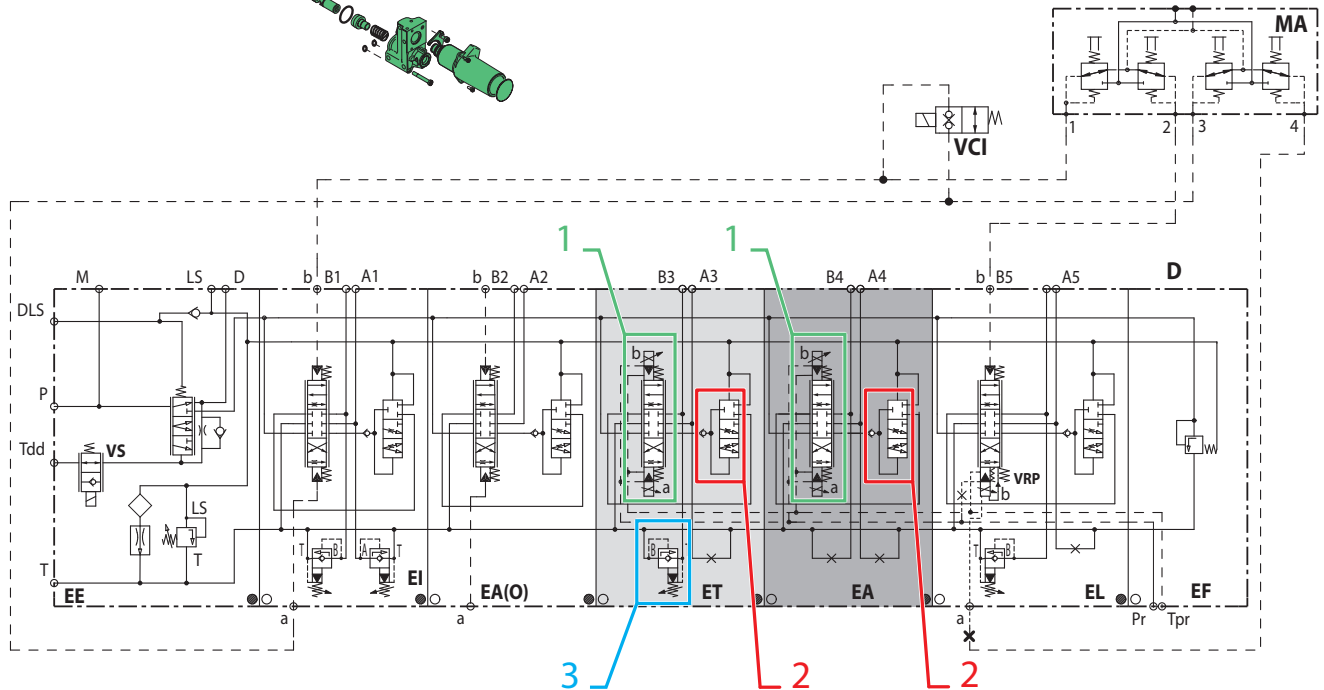 MA
1 2 3 4
VCI
1 1
M LS D b B1 A1 b B2 A2 B3 A3 B4 A4 b B5 A5 D
DLS
b b
P
Tdd VS
a a VRP
b
LS
T B A T B T B
T
T
EE EI EA(O) ET EA EL EF
a a a Pr Tpr
3 2 2